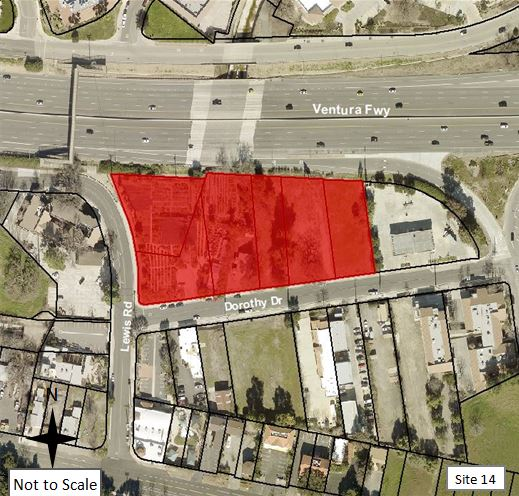 Ventura Fwy
Dorothy Dr
Lewis Rd
N
Not to Scale
Site 14